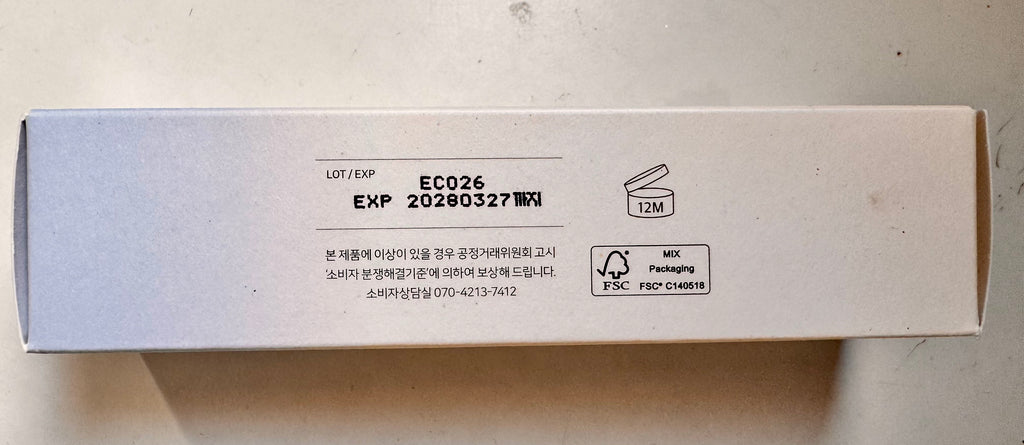 LOT / EXP
EC026
EXP 20280327까지
본 제품에 이상이 있을 경우 공정거래위원회 고시
'소비자 분쟁해결기준'에 의하여 보상해 드립니다.
소비자상담실 070-4213-7412
12M
MIX
Packaging
FSC® C140518
FSC